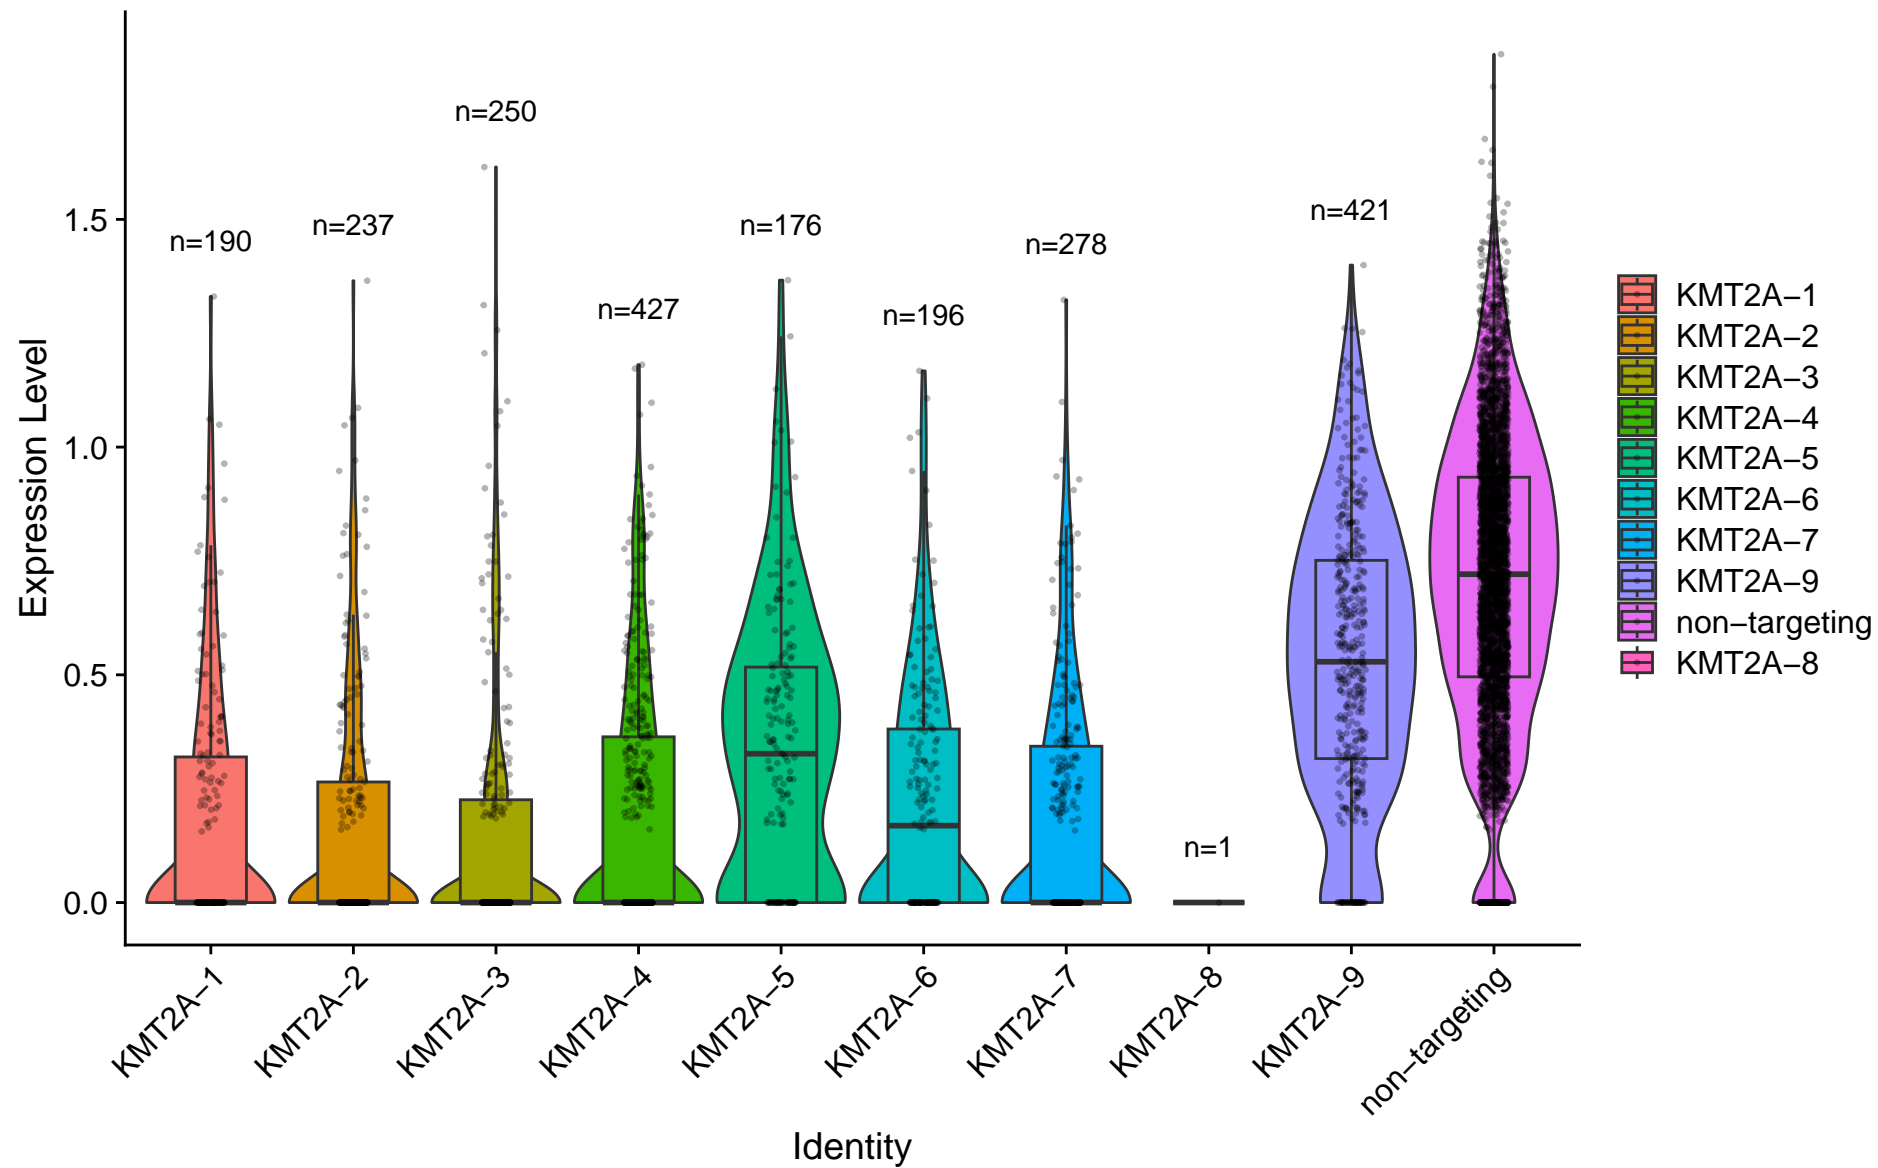 n=250
n=190
n=237
n=427
n=176
n=196
n=278
n=1
n=421
Expression Level
1.5
1.0
0.5
0.0
KMT2A−1
KMT2A−2
KMT2A−3
KMT2A−4
KMT2A−5
KMT2A−6
KMT2A−7
KMT2A−8
KMT2A−9
non−targeting
Identity
KMT2A−1
KMT2A−2
KMT2A−3
KMT2A−4
KMT2A−5
KMT2A−6
KMT2A−7
KMT2A−9
non−targeting
KMT2A−8